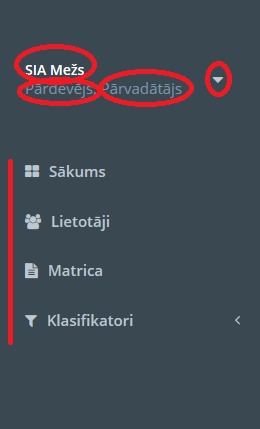 SIA Mežs
Pārdevējs, Pārvadātājs
Sākums
Lietotāji
Matrica
Klasifikatori